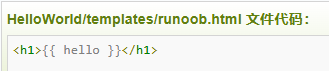 HelloWorld/templates/runoob.html 文件代码：
<h1>{{ hello }}</h1>